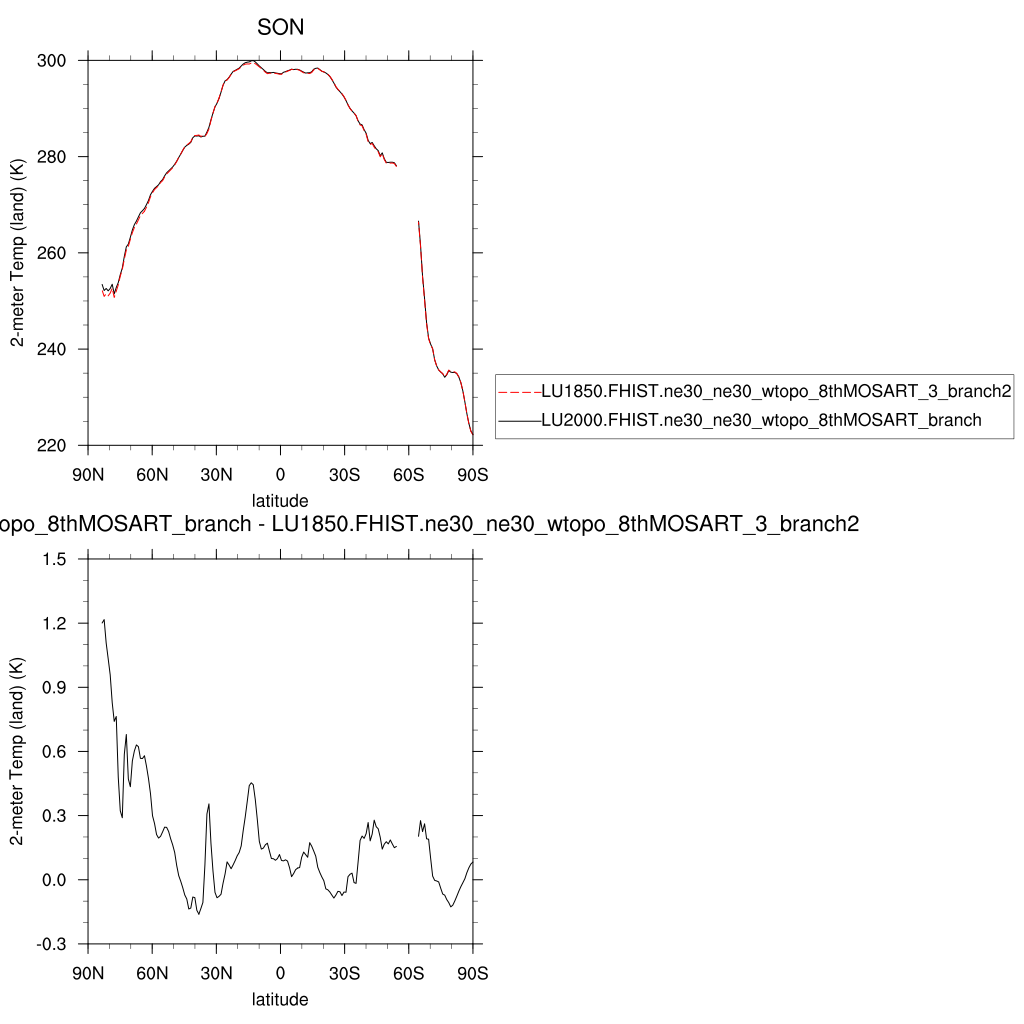 SON
300
280
260
240
220
2-meter Temp (land) (K)
90N 60N 30N 0 30S 60S 90S
latitude
LU1850.FHIST.ne30_ne30_wtopo_8thMOSART_3_branch2
LU2000.FHIST.ne30_ne30_wtopo_8thMOSART_branch
opo_8thMOSART_branch - LU1850.FHIST.ne30_ne30_wtopo_8thMOSART_3_branch2
1.5
1.2
0.9
0.6
0.3
0.0
-0.3
2-meter Temp (land) (K)
90N 60N 30N 0 30S 60S 90S
latitude